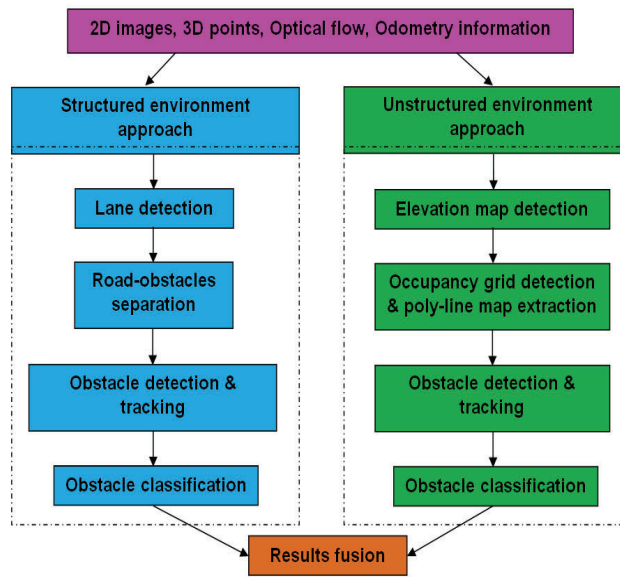 2D images, 3D points, Optical flow, Odometry information
Structured environment
approach
Lane detection
Road-obstacles
separation
Obstacle detection &
tracking
Obstacle classification
Unstructured environment
approach
Elevation map detection
Occupancy grid detection
& poly-line map extraction
Obstacle detection &
tracking
Obstacle classification
Results fusion